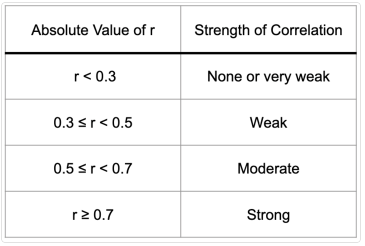 Absolute Value of r Strength of Correlation
r < 0.3 None or very weak
0.3 ≤ r < 0.5 Weak
0.5 ≤ r < 0.7 Moderate
r ≥ 0.7 Strong